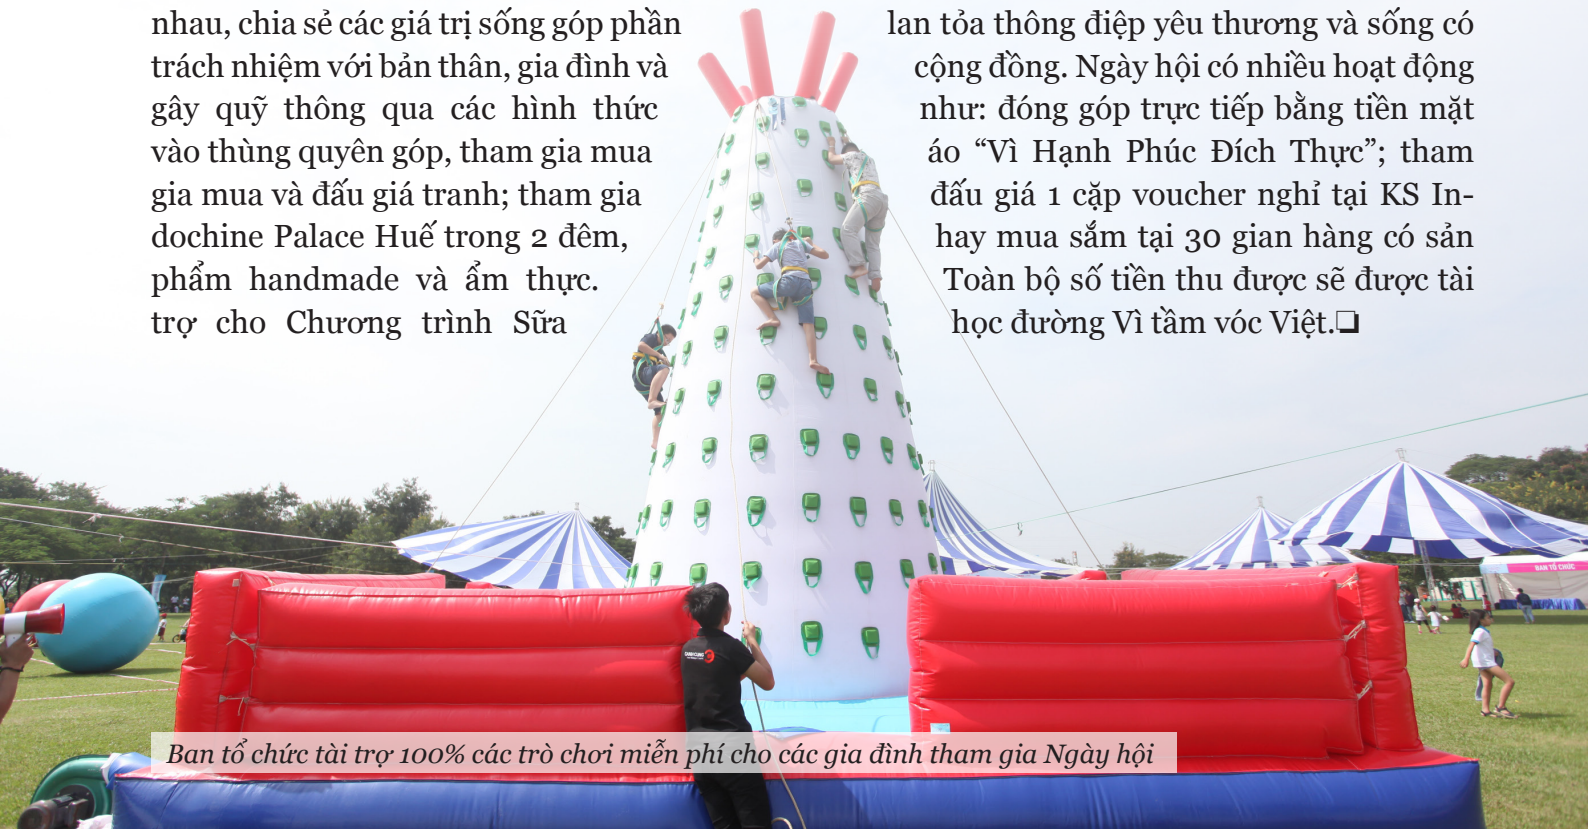 nhau, chia sẻ các giá trị sống góp phần lan tỏa thông điệp yêu thương và sống có
trách nhiệm với bản thân, gia đình và cộng đồng. Ngày hội có nhiều hoạt động
gây quỹ thông qua các hình thức như: đóng góp trực tiếp bằng tiền mặt
vào thùng quyên góp, tham gia mua áo “Vì Hạnh Phúc Đích Thực”; tham
gia mua và đấu giá tranh; tham gia đấu giá 1 cặp voucher nghỉ tại KS In-
dochine Palace Huế trong 2 đêm, hay mua sắm tại 30 gian hàng có sản
phẩm handmade và ẩm thực. Toàn bộ số tiền thu được sẽ được tài
trợ cho Chương trình Sữa học đường Vì tầm vóc Việt.❏
BAN TỔ CHỨC
Ban tổ chức tài trợ 100% các trò chơi miễn phí cho các gia đình tham gia Ngày hội